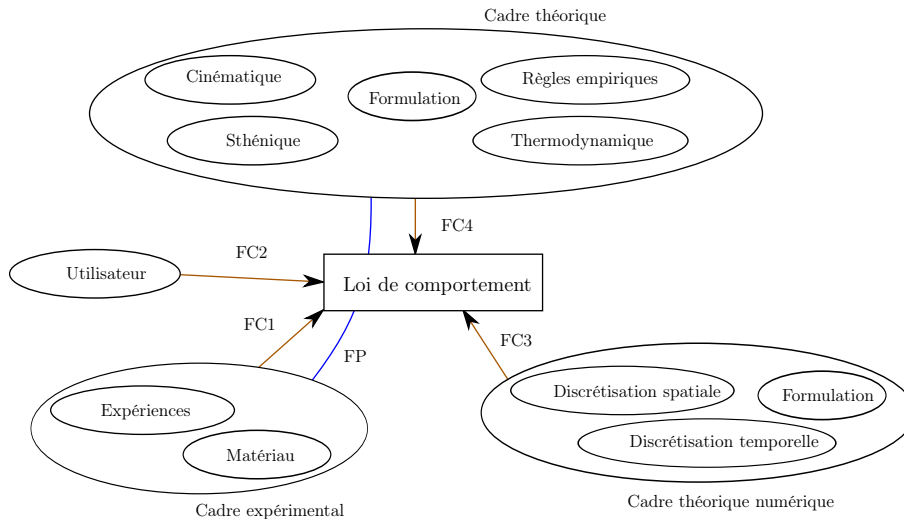 Cadre théorique
Cinématique
Règles empiriques
Formulation
Sthénique
Thermodynamique
FC4
FC2
Utilisateur
Loi de comportement
FC1
FC3
FP
Discrétisation spatiale
Formulation
Expériences
Discrétisation temporelle
Matériau
Cadre théorique numérique
Cadre expérimental